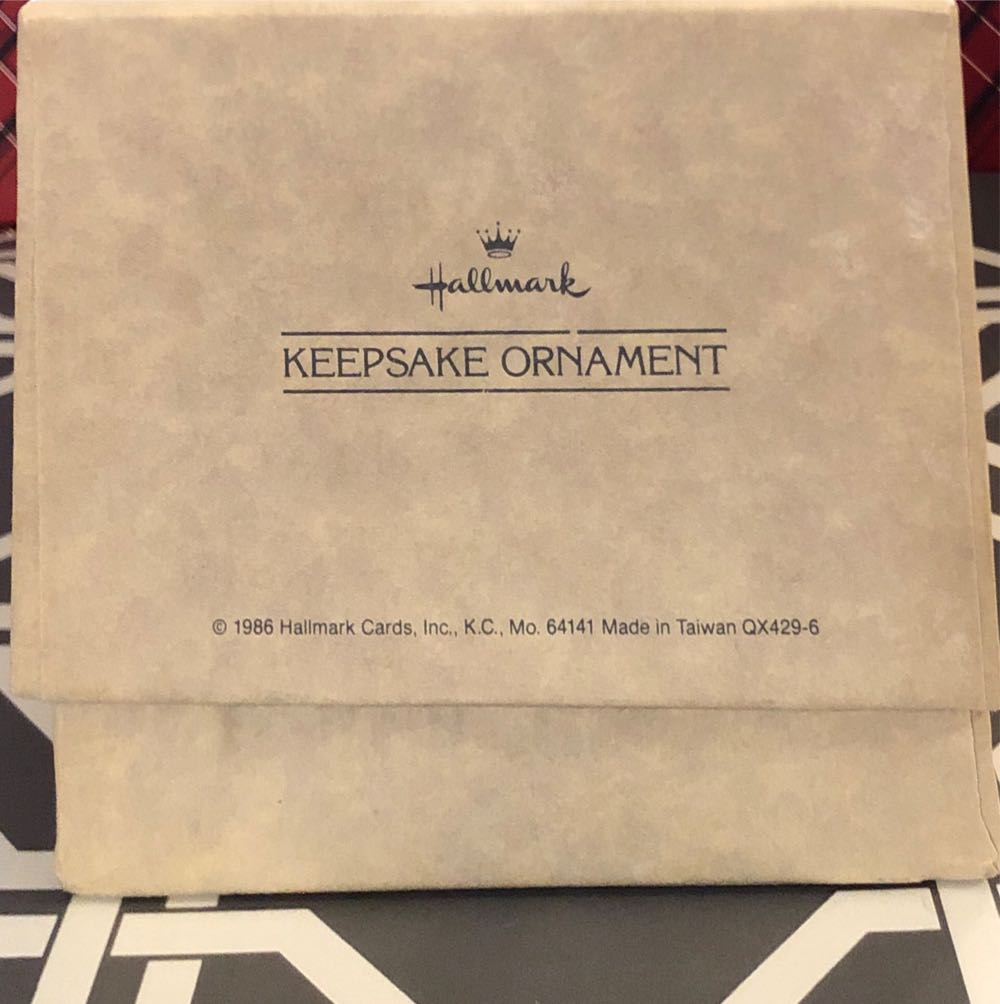 Hallmark
KEEPSAKE ORNAMENT
© 1986 Hallmark Cards, Inc., K.C., Mo. 64141 Made in Taiwan QX429-6